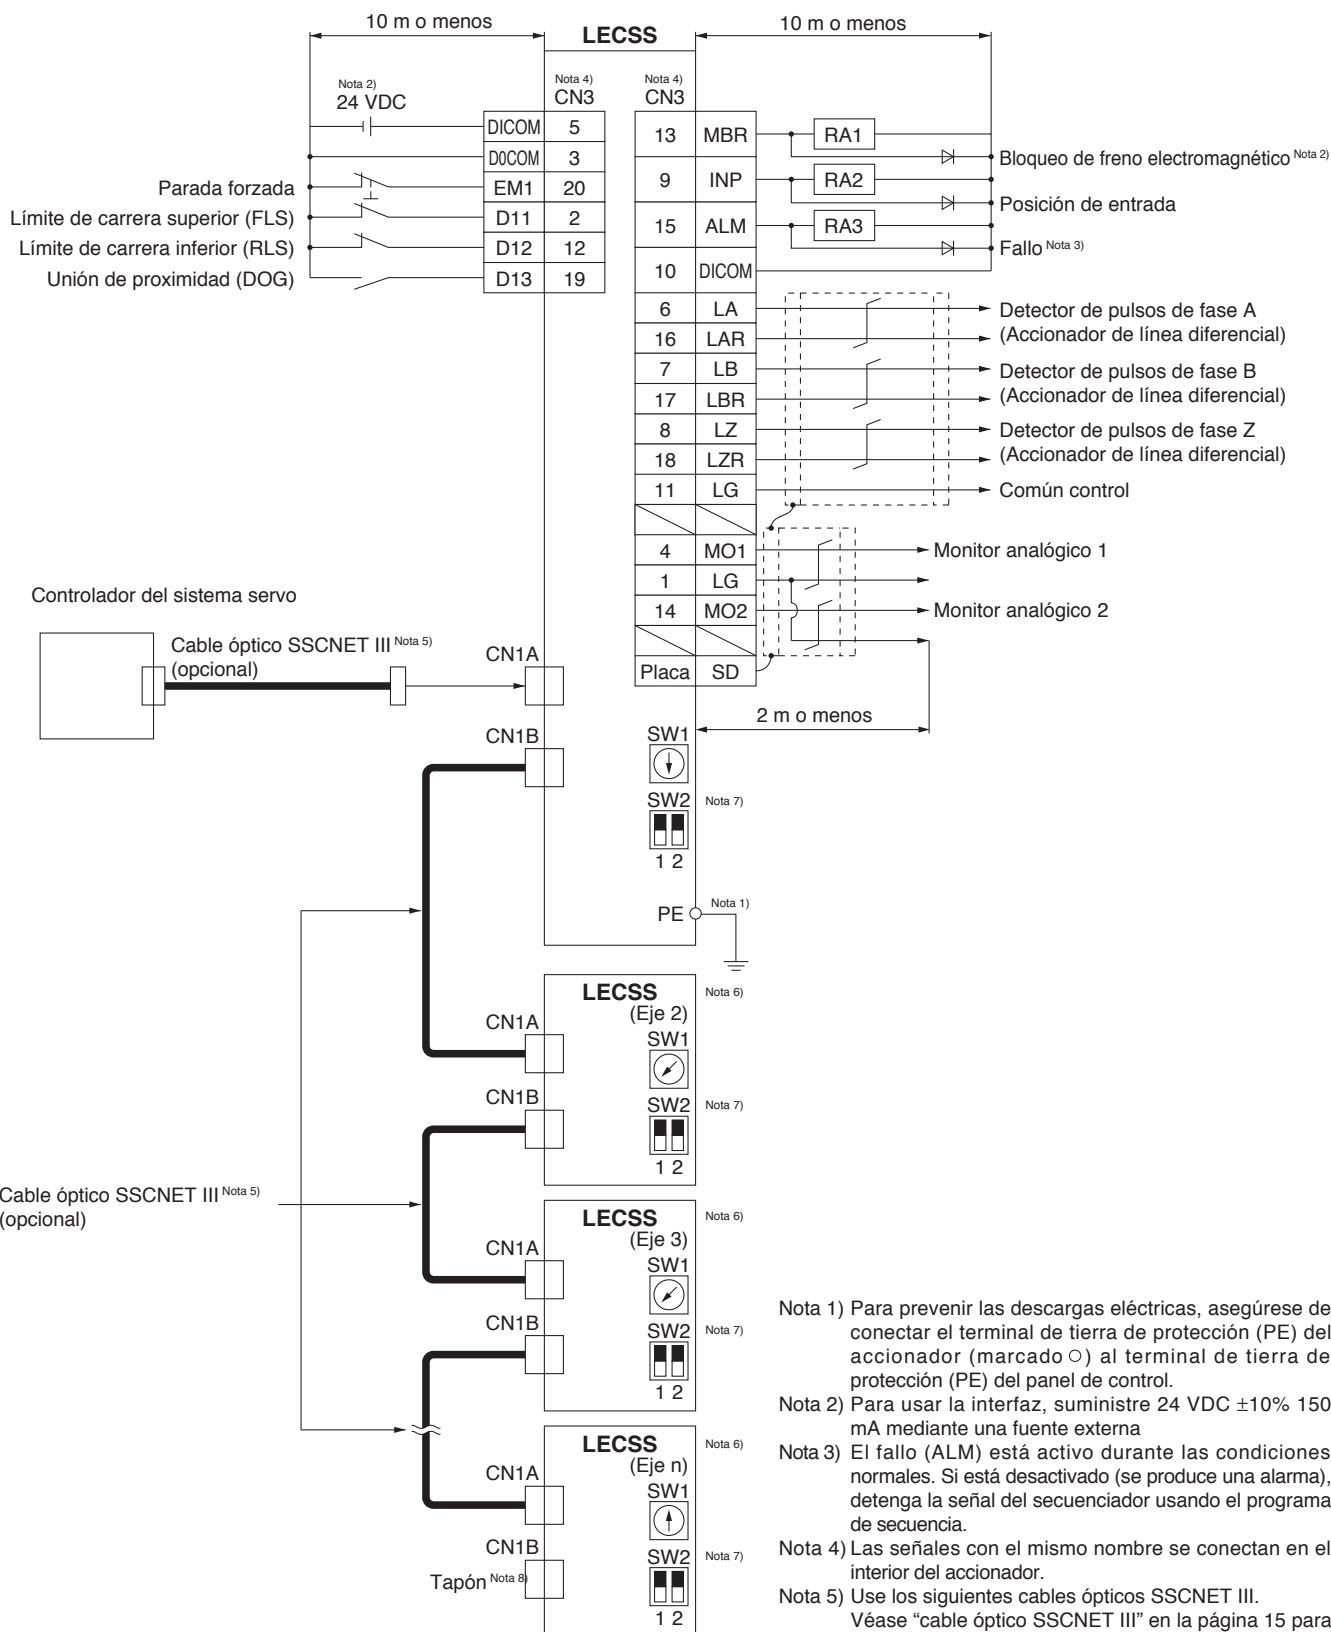 10 m o menos
LECSS
10 m o menos
Nota 2)
24 VDC
Nota 4)
CN3
Nota 4)
CN3
DICOM 5
D0COM 3
Parada forzada EM1 20
Límite de carrera superior (FLS) D11 2
Límite de carrera inferior (RLS) D12 12
Unión de proximidad (DOG) D13 19
13 MBR RA1
Bloqueo de freno electromagnético Nota 2)
9 INP RA2
Posición de entrada
15 ALM RA3
Fallo Nota 3)
10 DICOM
6 LA Detector de pulsos de fase A
16 LAR (Accionador de línea diferencial)
7 LB Detector de pulsos de fase B
17 LBR (Accionador de línea diferencial)
8 LZ Detector de pulsos de fase Z
18 LZR (Accionador de línea diferencial)
11 LG Común control
4 MO1 Monitor analógico 1
1 LG
14 MO2 Monitor analógico 2
Placa SD
2 m o menos
Controlador del sistema servo
Cable óptico SSCNET III Nota 5)
(opcional)
CN1A
CN1B
SW1
SW2 Nota 7)
1 2
PE Nota 1)
LECSS Nota 6)
(Eje 2)
CN1A
SW1
CN1B
SW2 Nota 7)
1 2
Cable óptico SSCNET III Nota 5)
(opcional)
LECSS Nota 6)
(Eje 3)
CN1A
SW1
CN1B
SW2 Nota 7)
1 2
LECSS Nota 6)
(Eje n)
CN1A
SW1
CN1B
Tapón Nota 8)
SW2 Nota 7)
1 2
Nota 1) Para prevenir las descargas eléctricas, asegúrese de
conectar el terminal de tierra de protección (PE) del
accionador (marcado ○) al terminal de tierra de
protección (PE) del panel de control.
Nota 2) Para usar la interfaz, suministre 24 VDC ±10% 150
mA mediante una fuente externa
Nota 3) El fallo (ALM) está activo durante las condiciones
normales. Si está desactivado (se produce una alarma),
detenga la señal del secuenciador usando el programa
de secuencia.
Nota 4) Las señales con el mismo nombre se conectan en el
interior del accionador.
Nota 5) Use los siguientes cables ópticos SSCNET III.
Véase “cable óptico SSCNET III” en la página 15 para